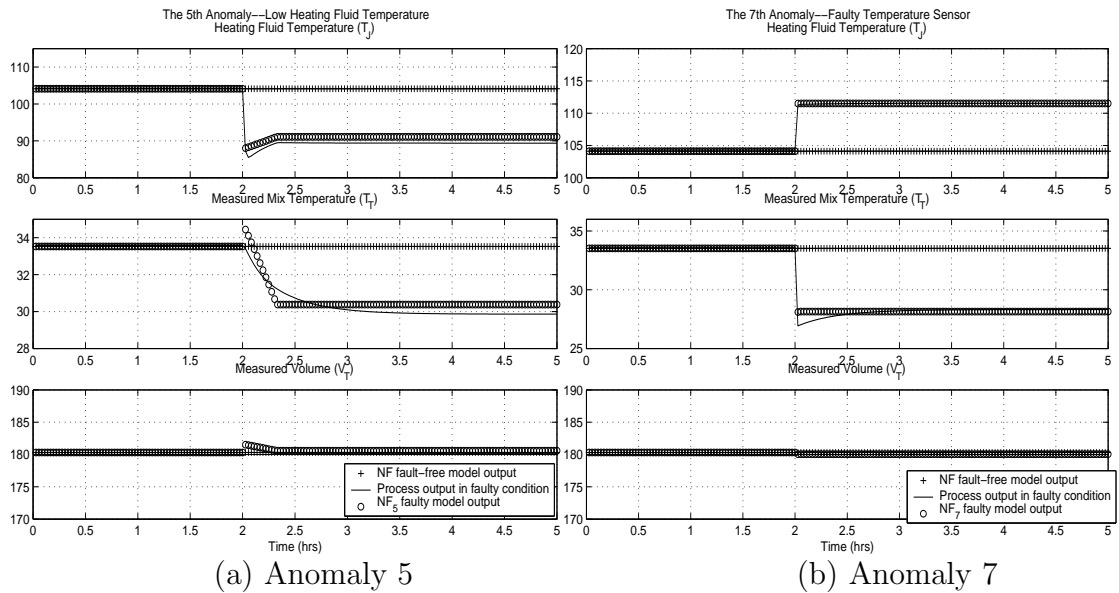 The 5th Anomaly−−Low Heating Fluid Temperature
Heating Fluid Temperature (T_J)
110
100
90
80
0 0.5 1 1.5 2 2.5 3 3.5 4 4.5 5
Measured Mix Temperature (T_T)
34
32
30
28
0 0.5 1 1.5 2 2.5 3 3.5 4 4.5 5
Measured Volume (V_T)
190
185
180
175
170
0 0.5 1 1.5 2 2.5 3 3.5 4 4.5 5
NF fault−free model output
Process output in faulty condition
NF_5 faulty model output
Time (hrs)
(a) Anomaly 5
The 7th Anomaly−−Faulty Temperature Sensor
Heating Fluid Temperature (T_J)
120
115
110
105
100
0 0.5 1 1.5 2 2.5 3 3.5 4 4.5 5
Measured Mix Temperature (T_T)
35
30
25
0 0.5 1 1.5 2 2.5 3 3.5 4 4.5 5
Measured Volume (V_T)
190
185
180
175
170
0 0.5 1 1.5 2 2.5 3 3.5 4 4.5 5
NF fault−free model output
Process output in faulty condition
NF_7 faulty model output
Time (hrs)
(b) Anomaly 7